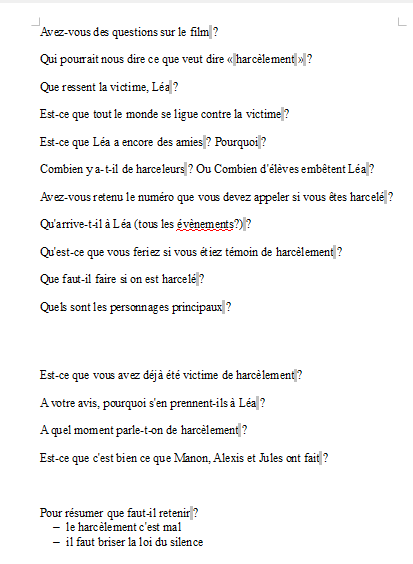 Avez-vous des questions sur le film ?
Qui pourrait nous dire ce que veut dire « harcèlement » ?
Que ressent la victime, Léa ?
Est-ce que tout le monde se ligue contre la victime ?
Est-ce que Léa a encore des amies ? Pourquoi ?
Combien y a-t-il de harceleurs ? Ou Combien d'élèves embêtent Léa ?
Avez-vous retenu le numéro que vous devez appeler si vous êtes harcelé ?
Qu'arrive-t-il à Léa (tous les évènements?) ?
Qu'est-ce que vous feriez si vous étiez témoin de harcèlement ?
Que faut-il faire si on est harcelé ?
Quels sont les personnages principaux ?
Est-ce que vous avez déjà été victime de harcèlement ?
A votre avis, pourquoi s'en prennent-ils à Léa ?
A quel moment parle-t-on de harcèlement ?
Est-ce que c'est bien ce que Manon, Alexis et Jules ont fait ?
Pour résumer que faut-il retenir ?
– le harcèlement c'est mal
– il faut briser la loi du silence